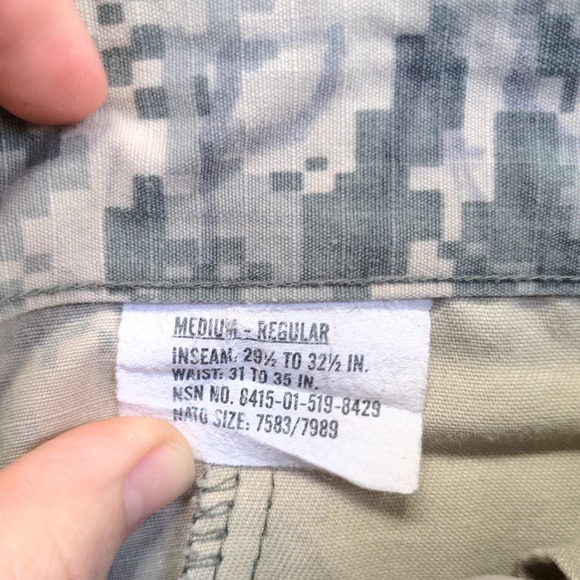 MEDIUM - REGULAR
INSEAM: 29½ TO 32½ IN.
WAIST: 31 TO 35 IN.
NSN NO. 8415-01-519-8429
NATO SIZE: 7583/7989